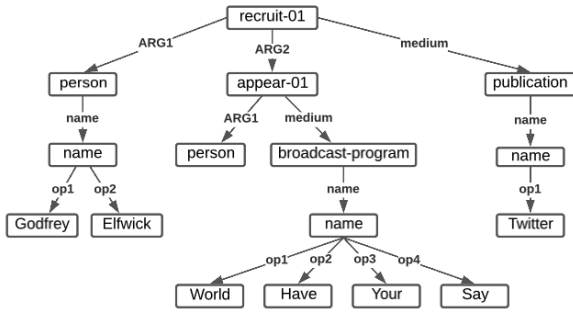 recruit-01
ARG1 ARG2 medium
person appear-01 publication
name ARG1 medium name
name person broadcast-program name
op1 op2 name op1
Godfrey Elfwick name Twitter
op1 op2 op3 op4
World Have Your Say